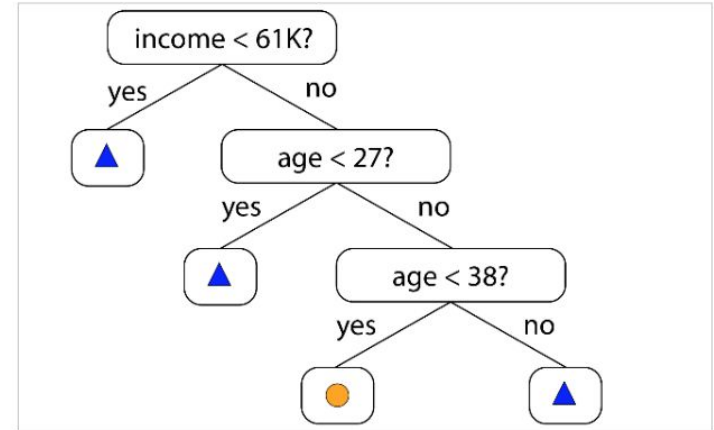 income < 61K?
yes
no
age < 27?
yes
no
age < 38?
yes
no